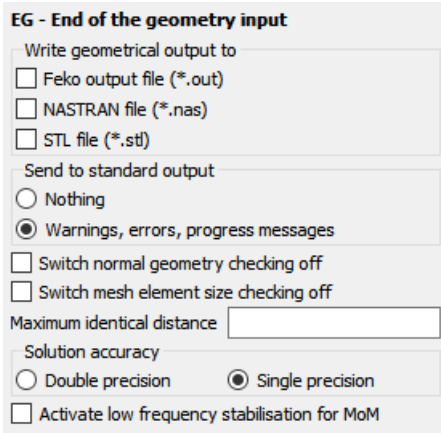 EG - End of the geometry input
Write geometrical output to
Feko output file (*.out)
NASTRAN file (*.nas)
STL file (*.stl)
Send to standard output
Nothing
Warnings, errors, progress messages
Switch normal geometry checking off
Switch mesh element size checking off
Maximum identical distance
Solution accuracy
Double precision Single precision
Activate low frequency stabilisation for MoM